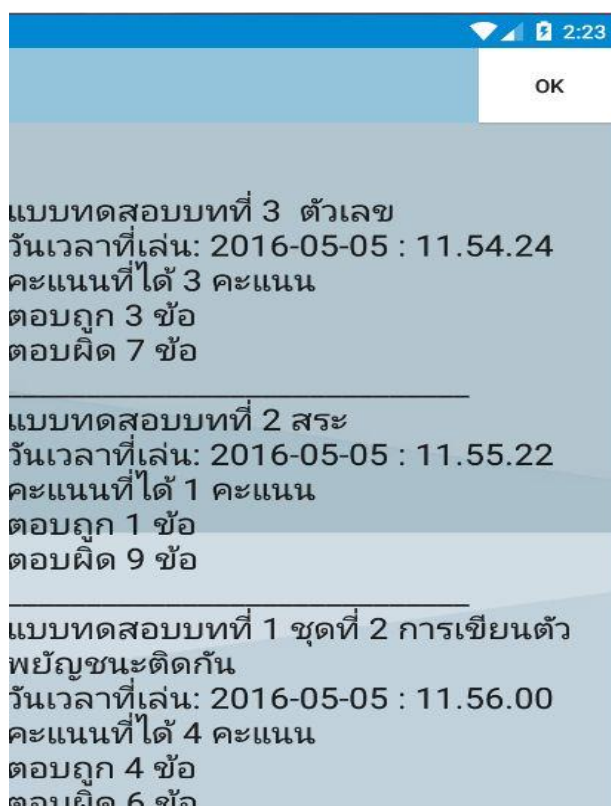 2:23
OK
แบบทดสอบบทที่ 3 ตัวเลข
วันเวลาที่เล่น: 2016-05-05 : 11.54.24
คะแนนที่ได้ 3 คะแนน
ตอบถูก 3 ข้อ
ตอบผิด 7 ข้อ
แบบทดสอบบทที่ 2 สระ
วันเวลาที่เล่น: 2016-05-05 : 11.55.22
คะแนนที่ได้ 1 คะแนน
ตอบถูก 1 ข้อ
ตอบผิด 9 ข้อ
แบบทดสอบบทที่ 1 ชุดที่ 2 การเขียนตัว
พยัญชนะติดกัน
วันเวลาที่เล่น: 2016-05-05 : 11.56.00
คะแนนที่ได้ 4 คะแนน
ตอบถูก 4 ข้อ
ตอบผิด 6 ข้อ